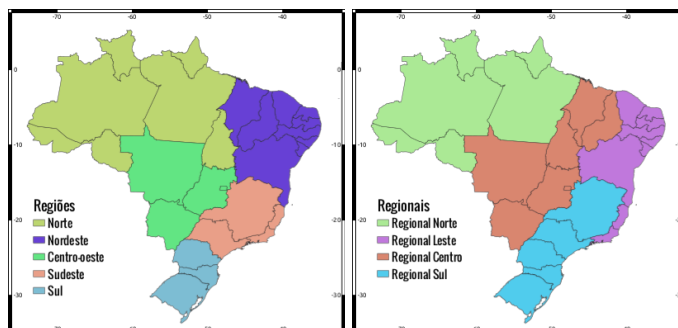 -70 -60 -50 -40
0
-10
-20
-30
Regiões
Norte
Nordeste
Centro-oeste
Sudeste
Sul
-70 -60 -50 -40
0
-10
-20
-30
Regionais
Regional Norte
Regional Leste
Regional Centro
Regional Sul